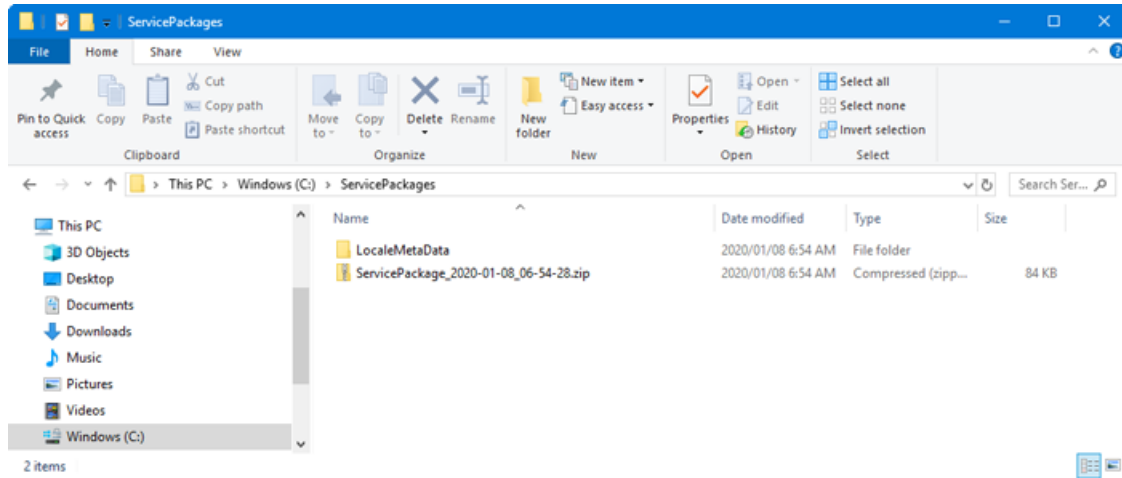 ServicePackages
File Home Share View
Pin to Quick access
Copy
Paste
Cut
Copy path
Paste shortcut
Clipboard
Move to
Copy to
Delete
Rename
Organize
New folder
New item
Easy access
New
Properties
Open
Edit
History
Open
Select all
Select none
Invert selection
Select
This PC > Windows (C:) > ServicePackages
Search Ser...
This PC
3D Objects
Desktop
Documents
Downloads
Music
Pictures
Videos
Windows (C:)
Name Date modified Type Size
LocaleMetaData 2020/01/08 6:54 AM File folder
ServicePackage_2020-01-08_06-54-28.zip 2020/01/08 6:54 AM Compressed (zipp... 84 KB
2 items